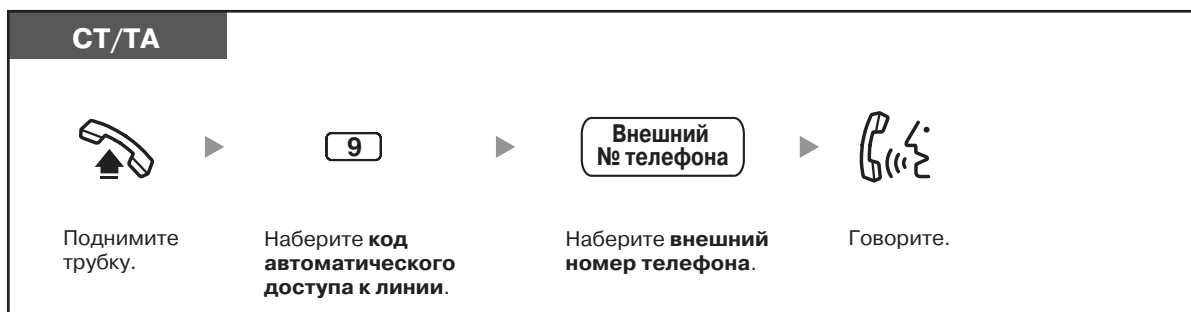 СТ/ТА
9
Внешний
№ телефона
Поднимите
трубку.
Наберите код
автоматического
доступа к линии.
Наберите внешний
номер телефона.
Говорите.